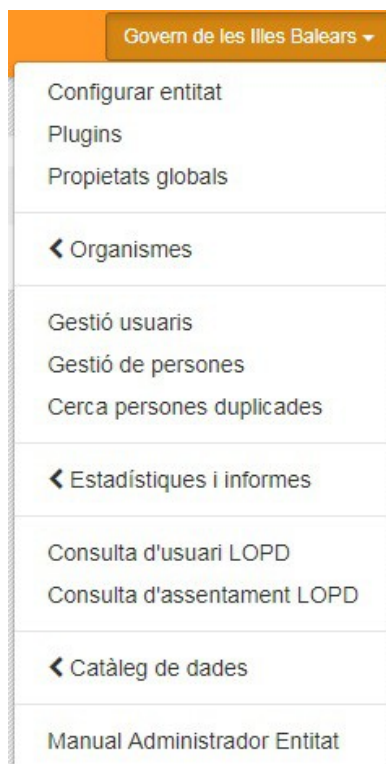 Govern de les Illes Balears
Configurar entitat
Plugins
Propietats globals
Organismes
Gestió usuaris
Gestió de persones
Cerca persones duplicades
Estadístiques i informes
Consulta d'usuari LOPD
Consulta d'assentament LOPD
Catàleg de dades
Manual Administrador Entitat